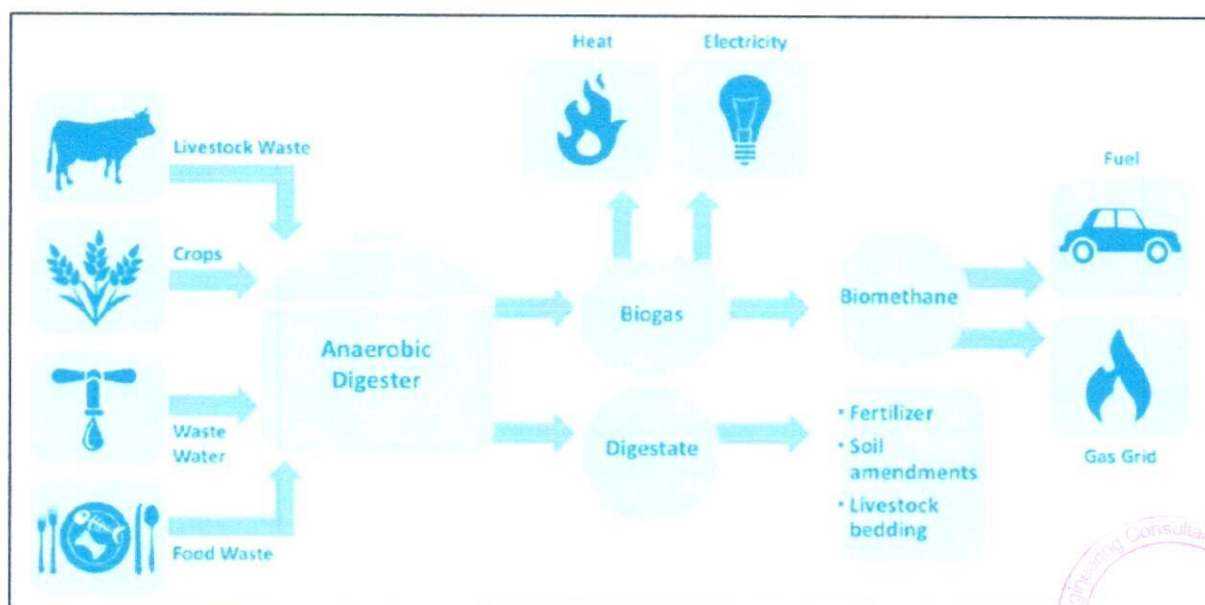 Heat
Electricity
Livestock Waste
Fuel
Crops
Biogas
Biomethane
Anaerobic
Digester
Waste
Water
Digestate
• Fertilizer
• Soil
amendments
• Livestock
bedding
Gas Grid
Food Waste